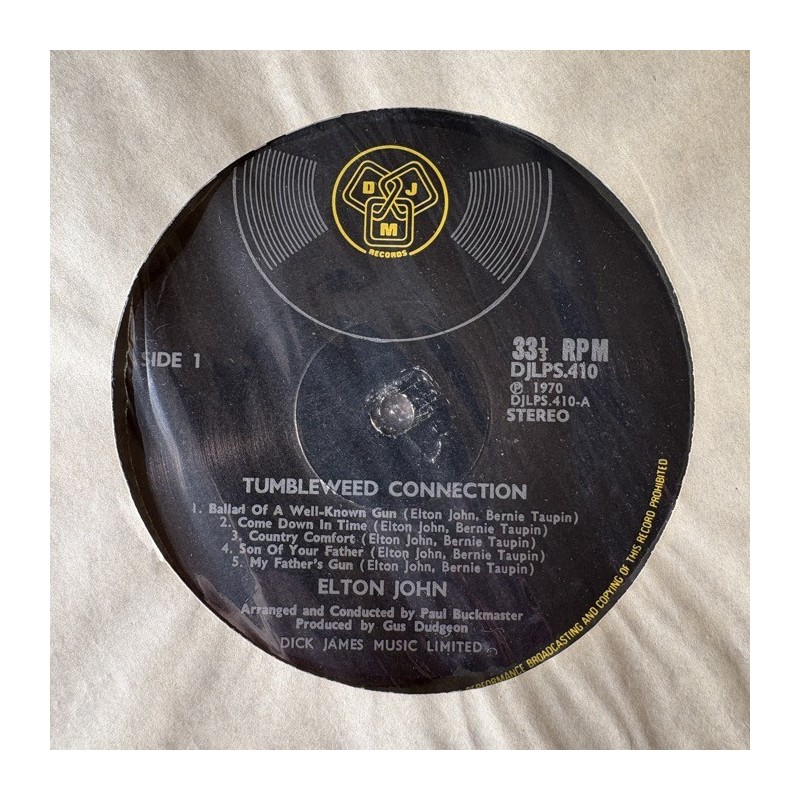 D J
M
RECORDS
SIDE 1
33⅓ RPM
DJLPS.410
℗ 1970
DJLPS.410-A
STEREO
TUMBLEWEED CONNECTION
1. Ballad Of A Well-Known Gun (Elton John, Bernie Taupin)
2. Come Down In Time (Elton John, Bernie Taupin)
3. Country Comfort (Elton John, Bernie Taupin)
4. Son Of Your Father (Elton John, Bernie Taupin)
5. My Father's Gun (Elton John, Bernie Taupin)
ELTON JOHN
Arranged and Conducted by Paul Buckmaster
Produced by Gus Dudgeon
DICK JAMES MUSIC LIMITED
PERFORMANCE BROADCASTING AND COPYING OF THIS RECORD PROHIBITED